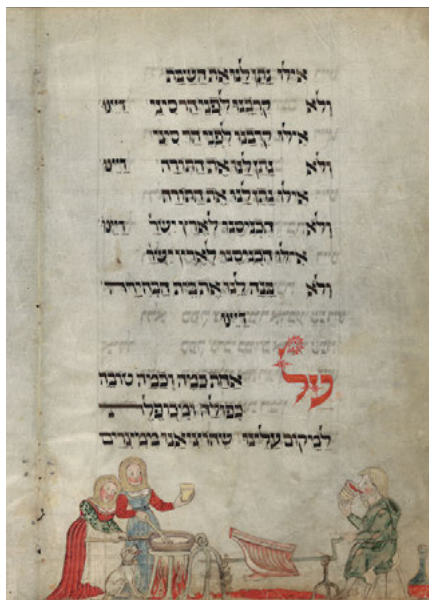 אילו נתן לנו את השבת
ולא קרבנו לפני הר סיני דיינו
אילו קרבנו לפני הר סיני
ולא נתן לנו את התורה דיינו
אילו נתן לנו את התורה
ולא הכניסנו לארץ ישר' דיינו
אילו הכניסנו לארץ ישר'
ולא בנה לנו את בית הבחירה
דיינו
על אחת כמה וכמה טובה
כפולה ומכופלת
למקום עלינו שהוציאנו ממצרים